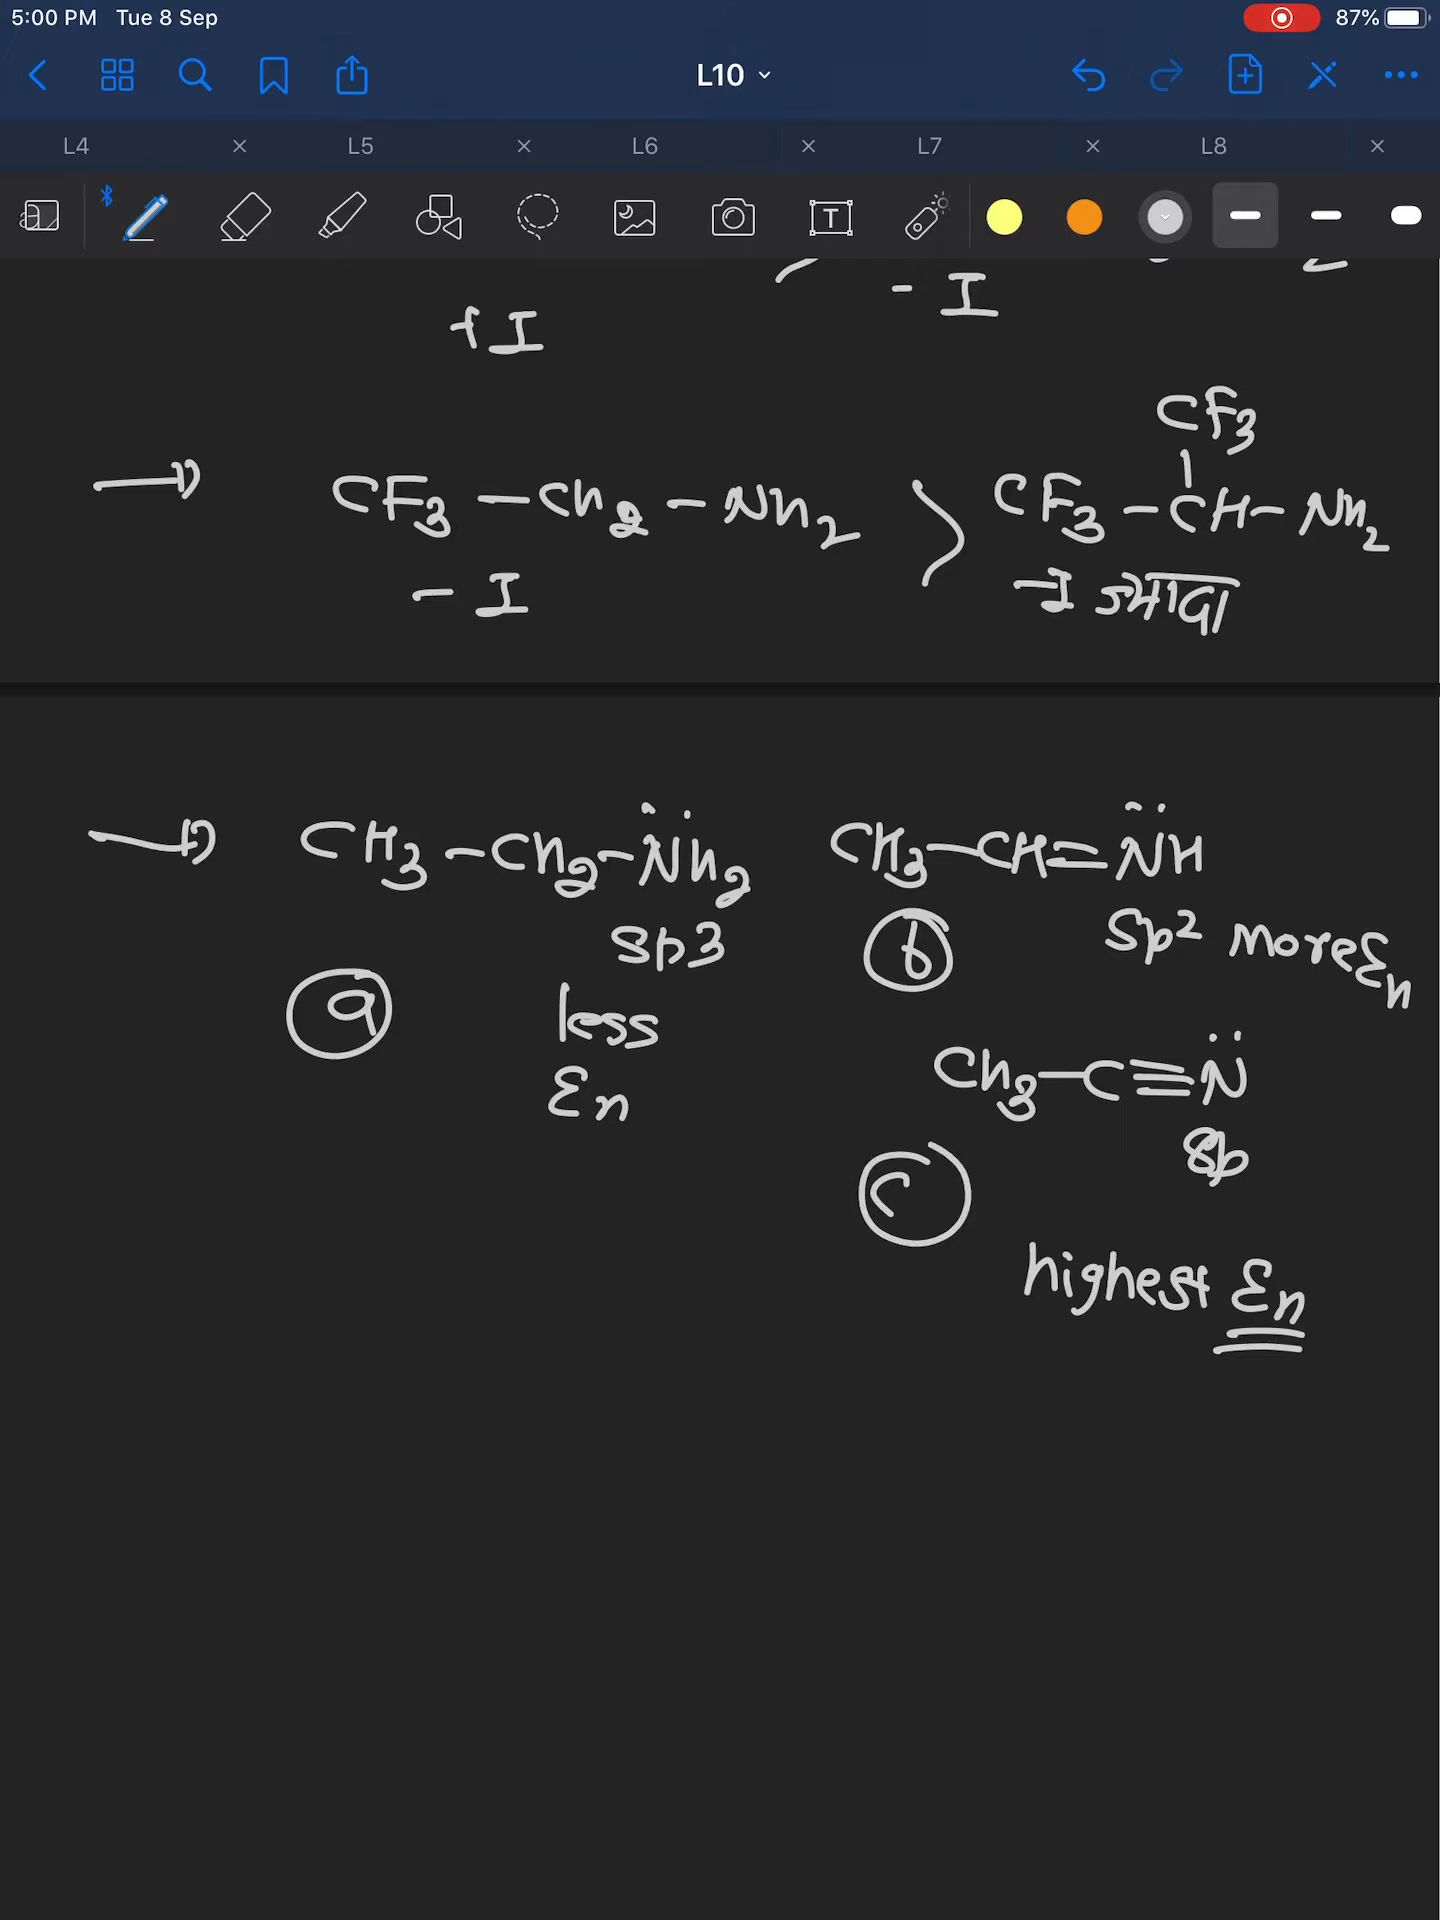 5:00 PM Tue 8 Sep 87%
L10
L4 × L5 × L6 × L7 × L8 ×
T
+I
- I
CF3
CF3 - CH2 - NH2 > CF3 - CH - NH2
- I
-I ज्यादा
CH3 - CH2 - N̈H2 CH3 - CH = N̈H
sp3
b
sp2 more En
a
less
En
CH3 - C ≡ N̈
sp
c
highest En